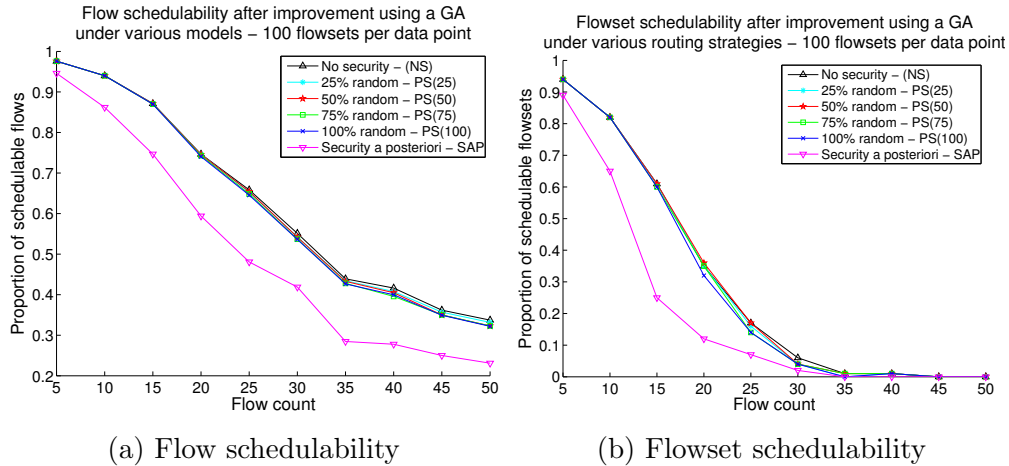 Flow schedulability after improvement using a GA
under various models – 100 flowsets per data point
No security – (NS)
25% random – PS(25)
50% random – PS(50)
75% random – PS(75)
100% random – PS(100)
Security a posteriori – SAP
Proportion of schedulable flows
1
0.9
0.8
0.7
0.6
0.5
0.4
0.3
0.2
5 10 15 20 25 30 35 40 45 50
Flow count
(a) Flow schedulability
Flowset schedulability after improvement using a GA
under various routing strategies – 100 flowsets per data point
No security – (NS)
25% random – PS(25)
50% random – PS(50)
75% random – PS(75)
100% random – PS(100)
Security a posteriori – SAP
Proportion of schedulable flowsets
1
0.9
0.8
0.7
0.6
0.5
0.4
0.3
0.2
0.1
0
5 10 15 20 25 30 35 40 45 50
Flow count
(b) Flowset schedulability